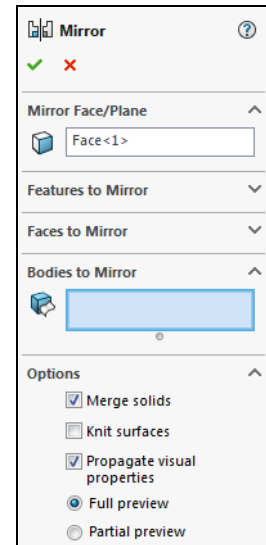 Mirror
Mirror Face/Plane
Face<1>
Features to Mirror
Faces to Mirror
Bodies to Mirror
Options
Merge solids
Knit surfaces
Propagate visual
properties
Full preview
Partial preview